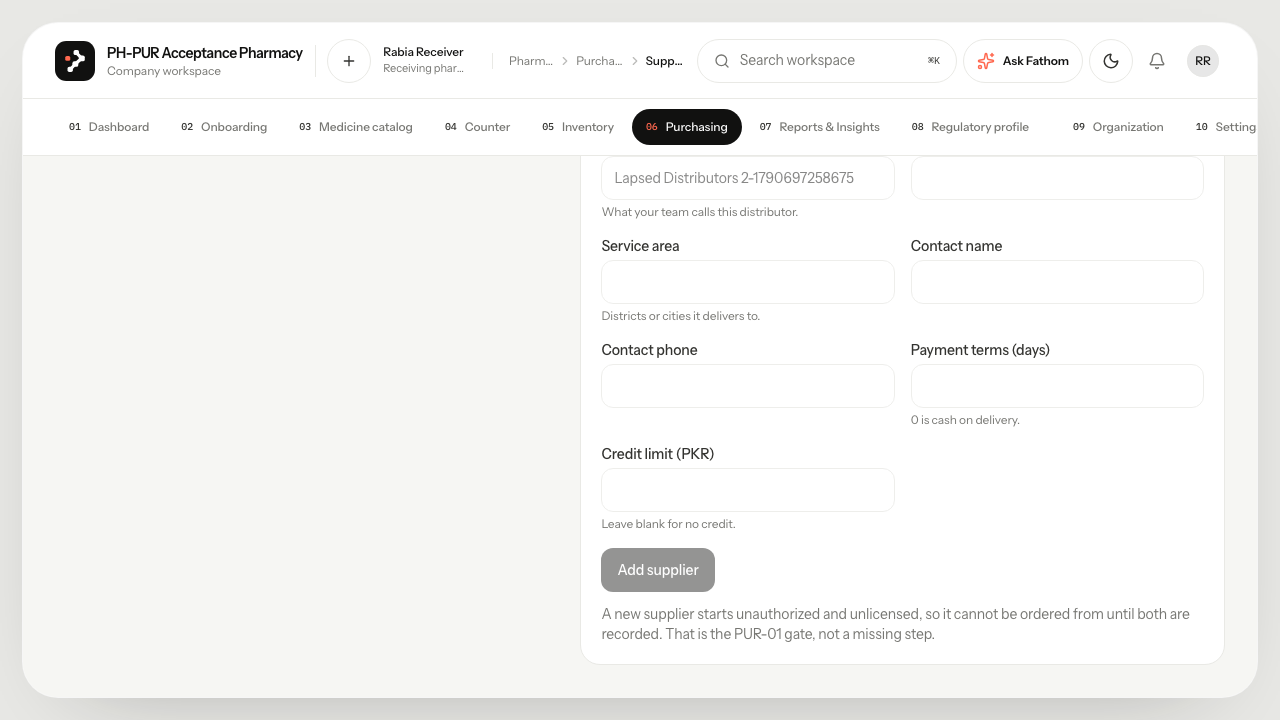 PH-PUR Acceptance Pharmacy
Company workspace
Rabia Receiver
Receiving phar...
Pharm...
Purcha...
Supp...
Search workspace
⌘K
Ask Fathom
RR
01 Dashboard
02 Onboarding
03 Medicine catalog
04 Counter
05 Inventory
06 Purchasing
07 Reports & Insights
08 Regulatory profile
09 Organization
10 Setting
Lapsed Distributors 2-1790697258675
What your team calls this distributor.
Service area
Contact name
Districts or cities it delivers to.
Contact phone
Payment terms (days)
0 is cash on delivery.
Credit limit (PKR)
Leave blank for no credit.
Add supplier
A new supplier starts unauthorized and unlicensed, so it cannot be ordered from until both are
recorded. That is the PUR-01 gate, not a missing step.